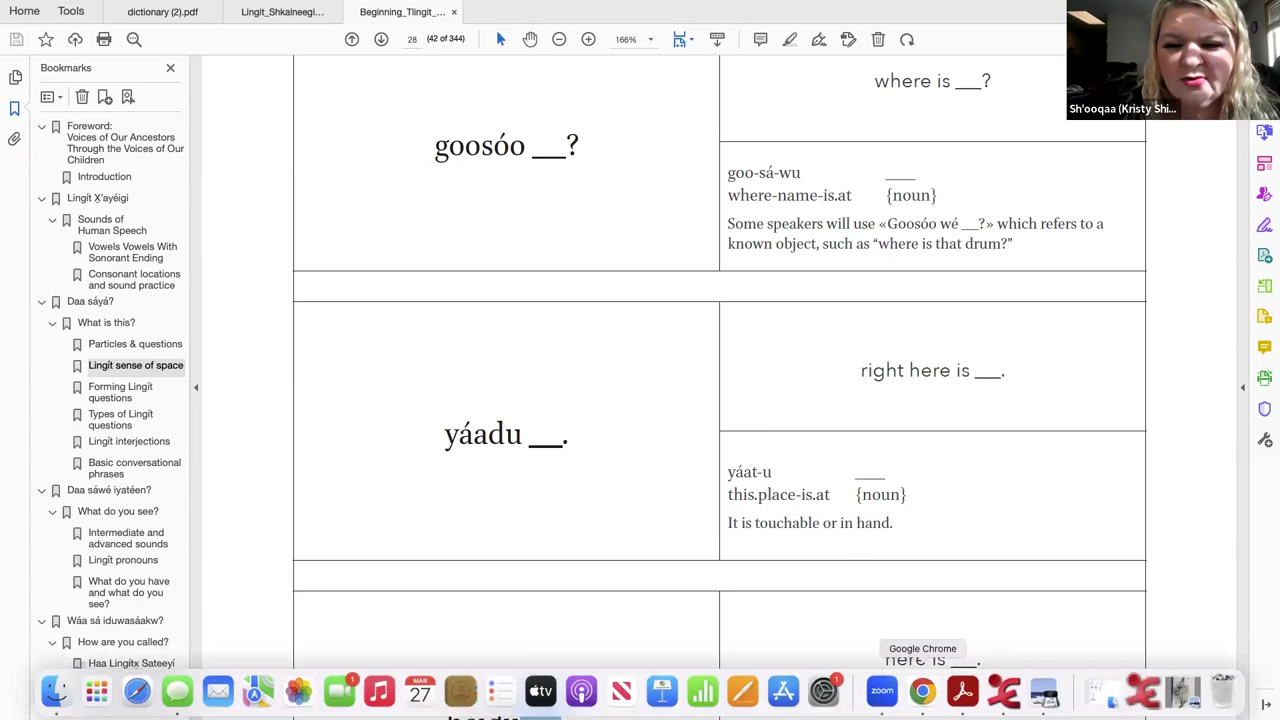 Home Tools dictionary (2).pdf Lingít_Shkalneegi... Beginning_Tlingit_... ×
28 (42 of 344) 166%
Bookmarks
Foreword:
Voices of Our Ancestors
Through the Voices of Our
Children
Introduction
Lingít X̱'ayéigi
Sounds of
Human Speech
Vowels Vowels With
Sonorant Ending
Consonant locations
and sound practice
Daa sáyá?
What is this?
Particles & questions
Lingít sense of space
Forming Lingít
questions
Types of Lingít
questions
Lingít interjections
Basic conversational
phrases
Daa sáwé iyatéen?
What do you see?
Intermediate and
advanced sounds
Lingít pronouns
What do you have
and what do you
see?
Wáa sá iduwasáakw?
How are you called?
Haa Lingítx Sateeyí
where is ___?
goosóo ___?
goo-sá-wu ____
where-name-is.at {noun}
Some speakers will use «Goosóo wé ___?» which refers to a
known object, such as “where is that drum?”
right here is ___.
yáadu ___.
yáat-u ____
this.place-is.at {noun}
It is touchable or in hand.
here is ___.
Google Chrome
Sh'ooqaa (Kristy Shi...
1
MAR
27
tv
1
zoom